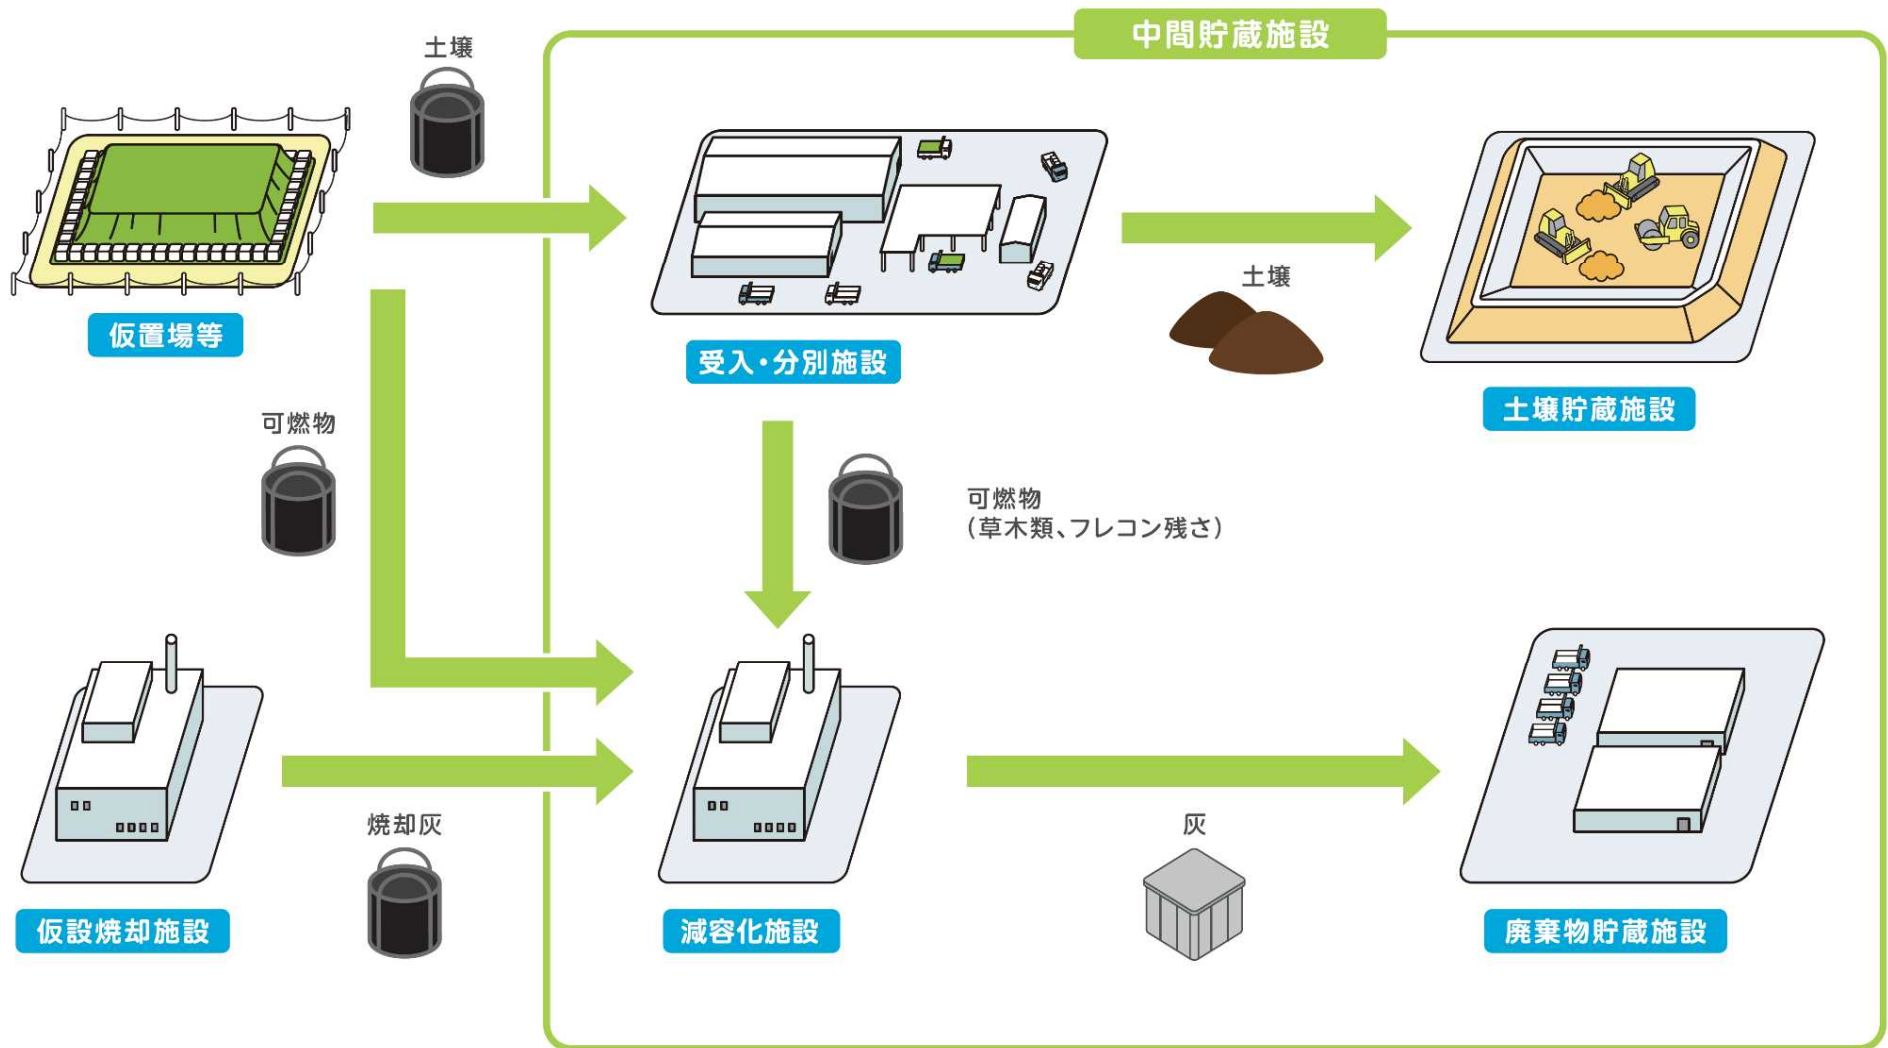 中間貯蔵施設
土壌
仮置場等
受入・分別施設
土壌
土壌貯蔵施設
可燃物
可燃物
（草木類、フレコン残さ）
仮設焼却施設
焼却灰
減容化施設
灰
廃棄物貯蔵施設